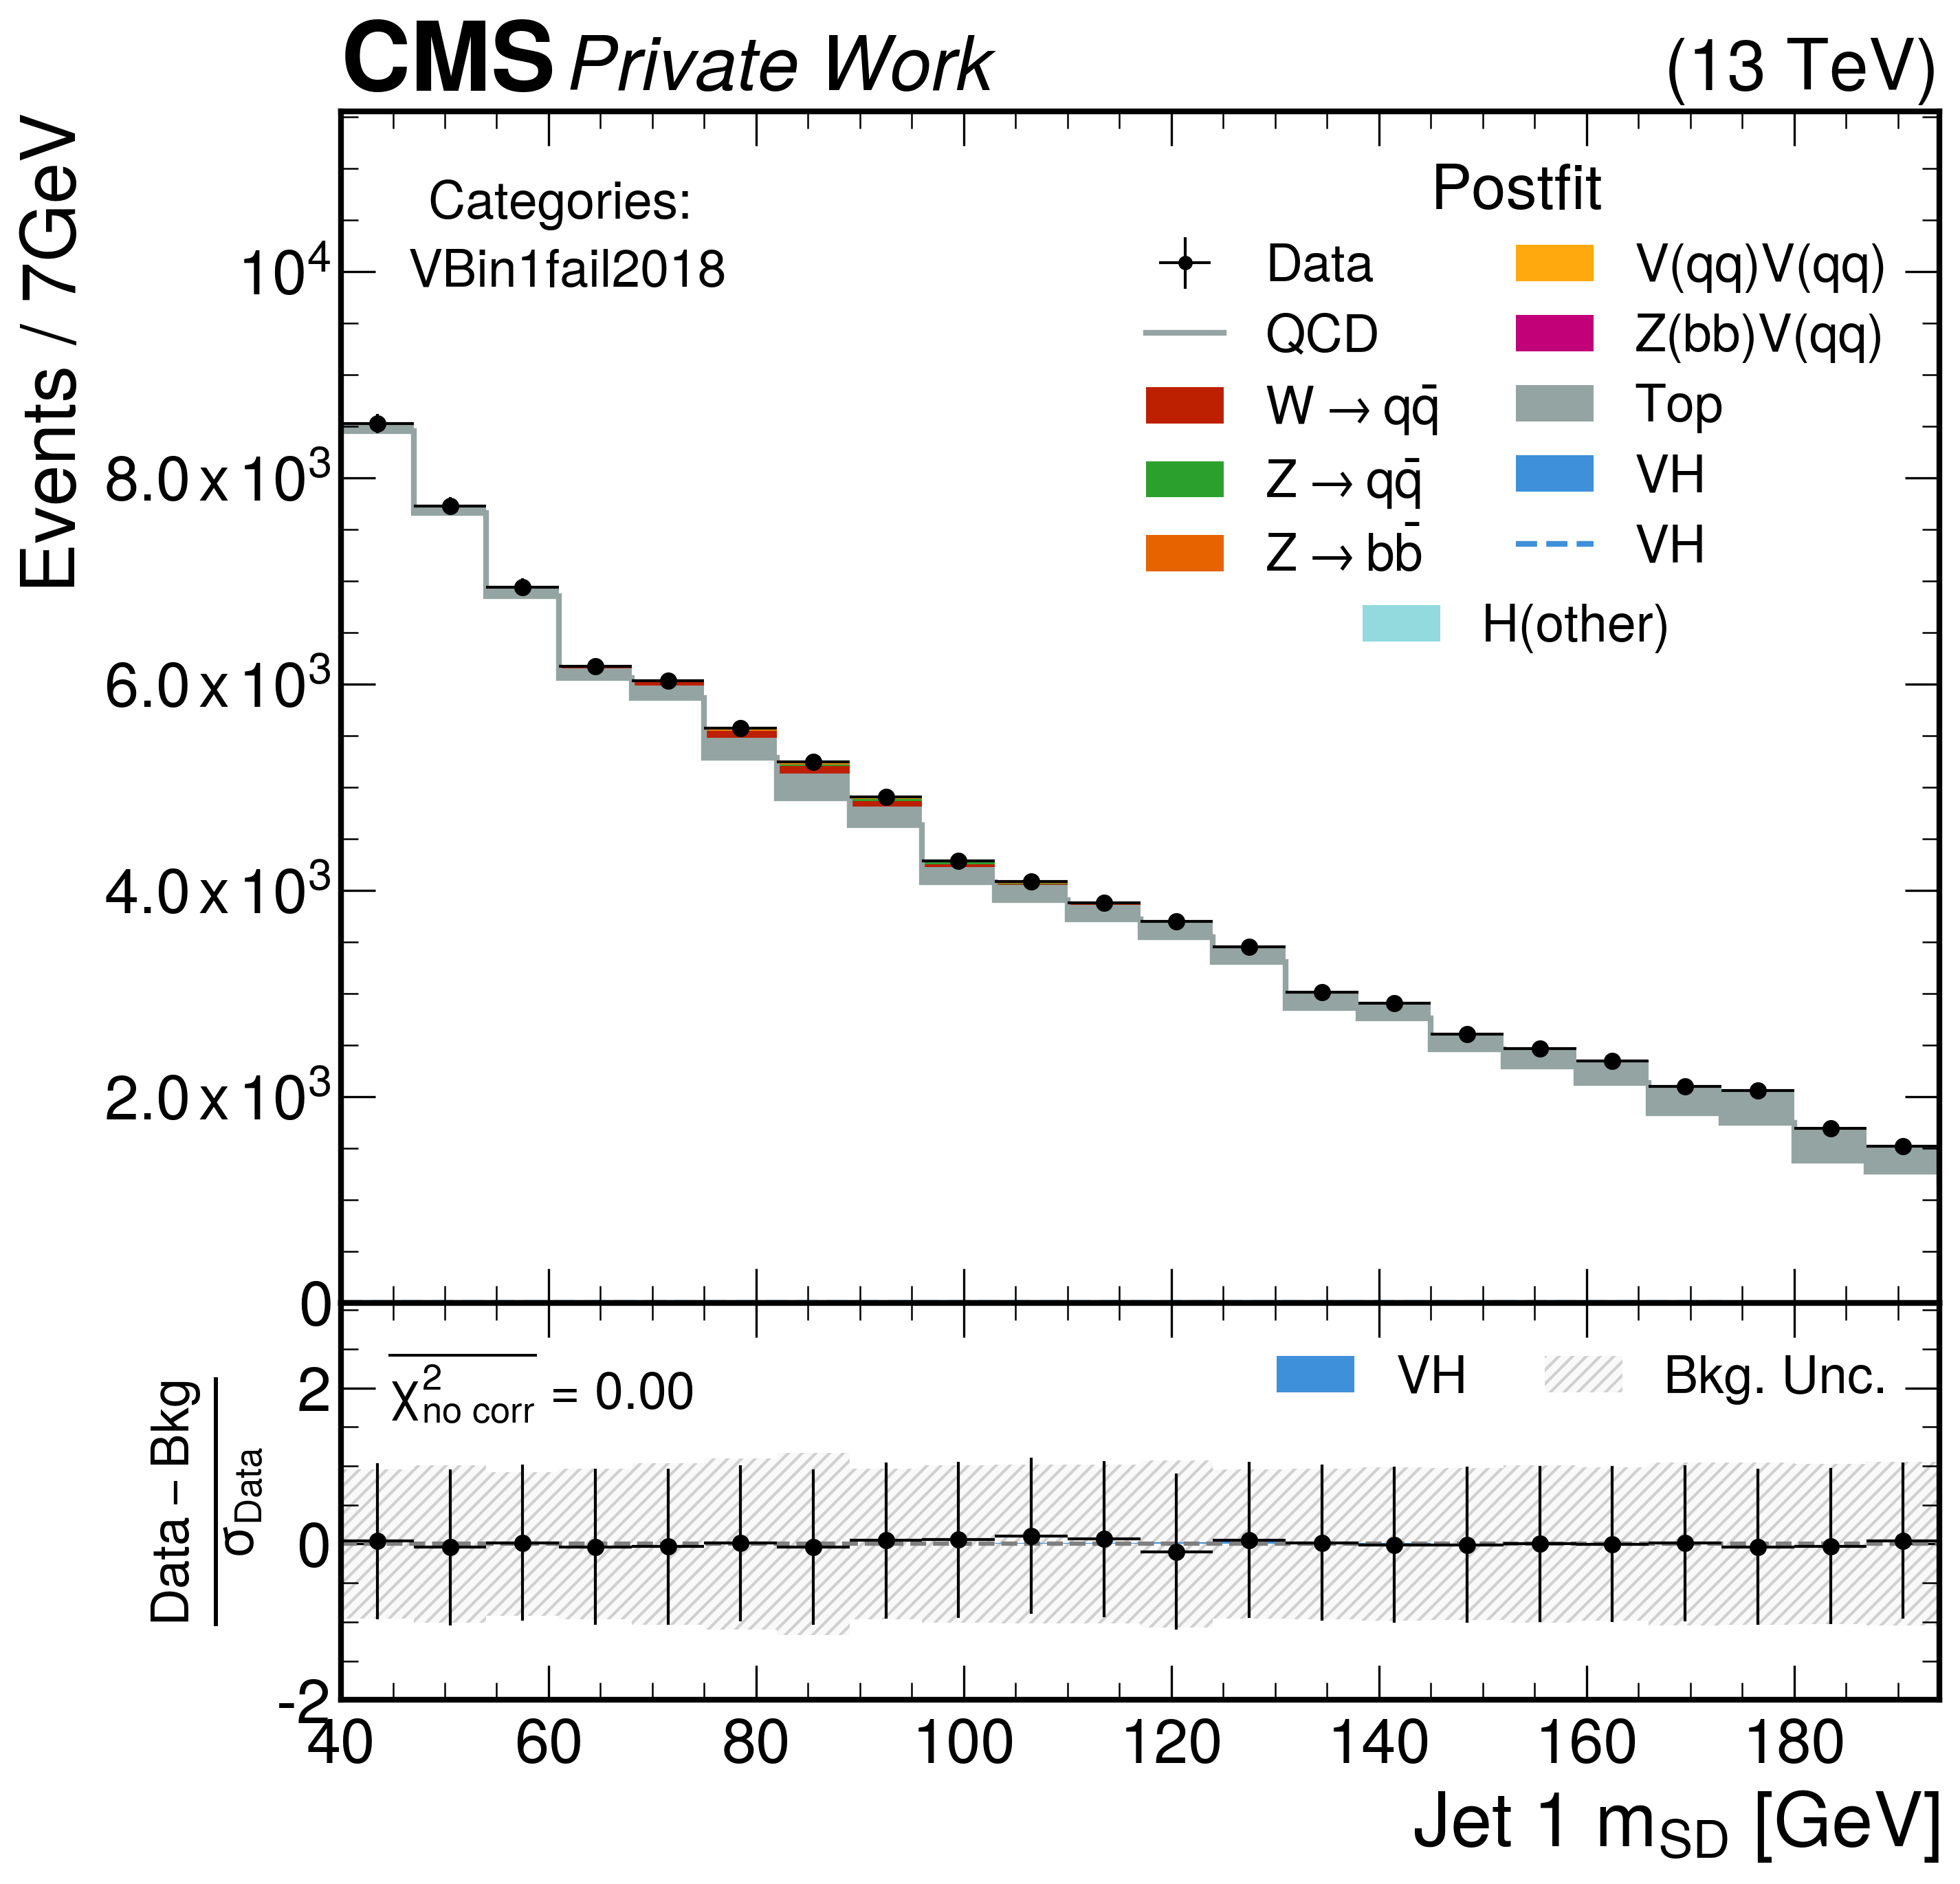 CMS Private Work (13 TeV)
Events / 7GeV
Categories:
VBin1fail2018
Postfit
Data
QCD
W → qq̄
Z → qq̄
Z → bb̄
V(qq)V(qq)
Z(bb)V(qq)
Top
VH
VH
H(other)
10⁴
8.0 x 10³
6.0 x 10³
4.0 x 10³
2.0 x 10³
0
Data − Bkg
σ_Data
χ²_no corr = 0.00
VH
Bkg. Unc.
2
0
-2
40 60 80 100 120 140 160 180
Jet 1 m_SD [GeV]